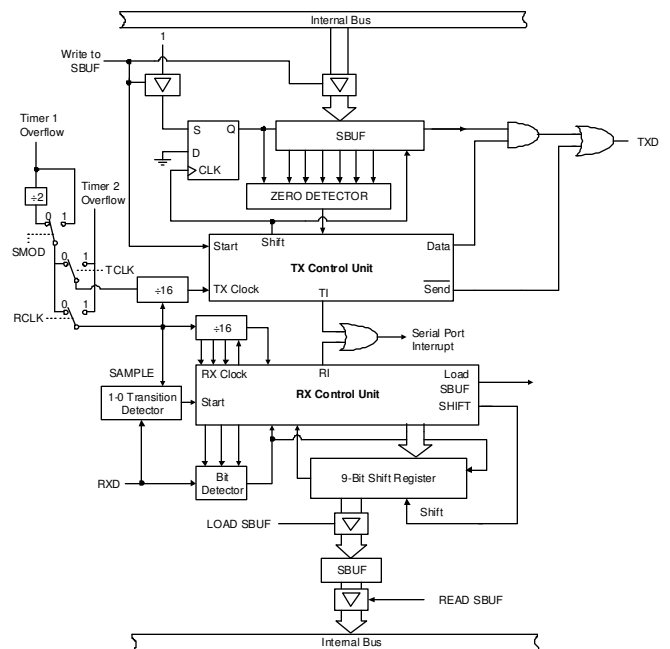 Internal Bus
1
Write to
SBUF
Timer 1
Overflow
S
Q
D
CLK
SBUF
TXD
÷2
Timer 2
Overflow
ZERO DETECTOR
0
1
SMOD
Shift
Start
Data
TX Control Unit
0
1
TCLK
÷16
TX Clock
Send
TI
0
1
RCLK
÷16
Serial Port
Interrupt
SAMPLE
RX Clock
RI
Load
SBUF
RX Control Unit
1-0 Transition
Detector
Start
SHIFT
RXD
Bit
Detector
9-Bit Shift Register
Shift
LOAD SBUF
SBUF
READ SBUF
Internal Bus